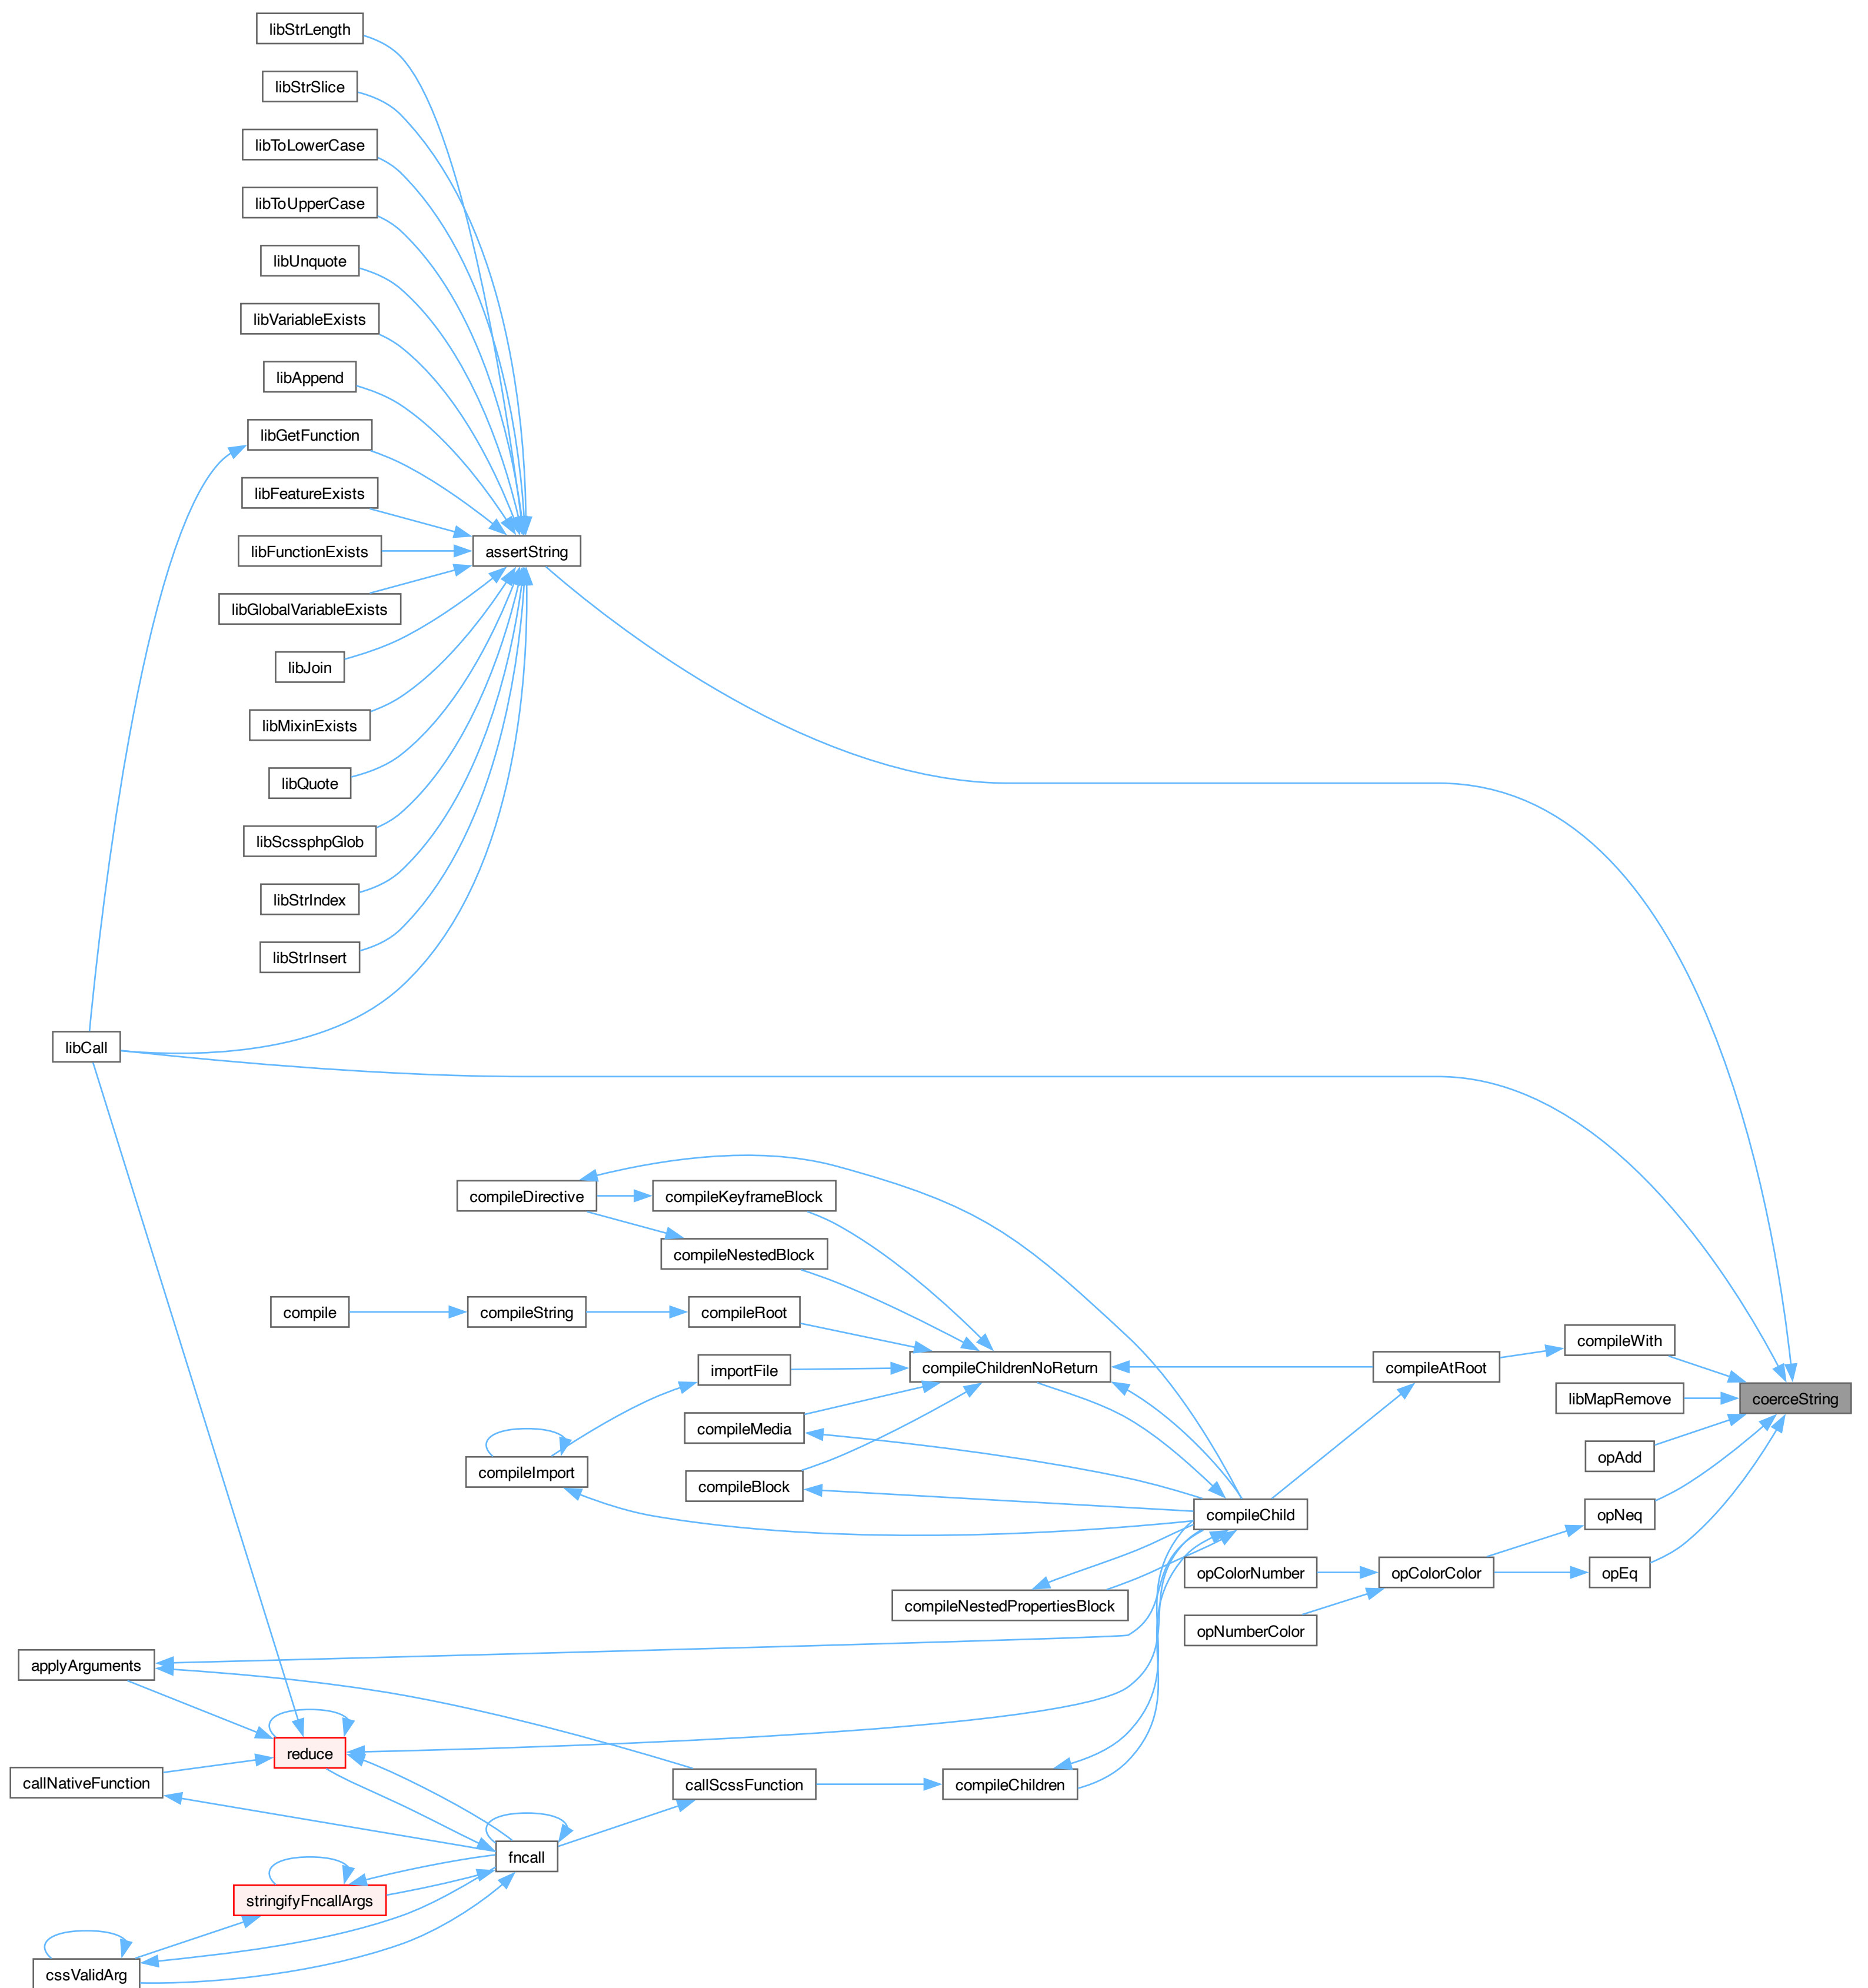 libStrLength
libStrSlice
libToLowerCase
libToUpperCase
libUnquote
libVariableExists
libAppend
libGetFunction
libFeatureExists
libFunctionExists
assertString
libGlobalVariableExists
libJoin
libMixinExists
libQuote
libScssphpGlob
libStrIndex
libStrInsert
libCall
compileDirective
compileKeyframeBlock
compileNestedBlock
compile
compileString
compileRoot
compileWith
importFile
compileChildrenNoReturn
compileAtRoot
libMapRemove
coerceString
compileMedia
opAdd
compileImport
compileBlock
compileChild
opNeq
opColorNumber
opColorColor
opEq
compileNestedPropertiesBlock
opNumberColor
applyArguments
reduce
callNativeFunction
callScssFunction
compileChildren
fncall
stringifyFncallArgs
cssValidArg